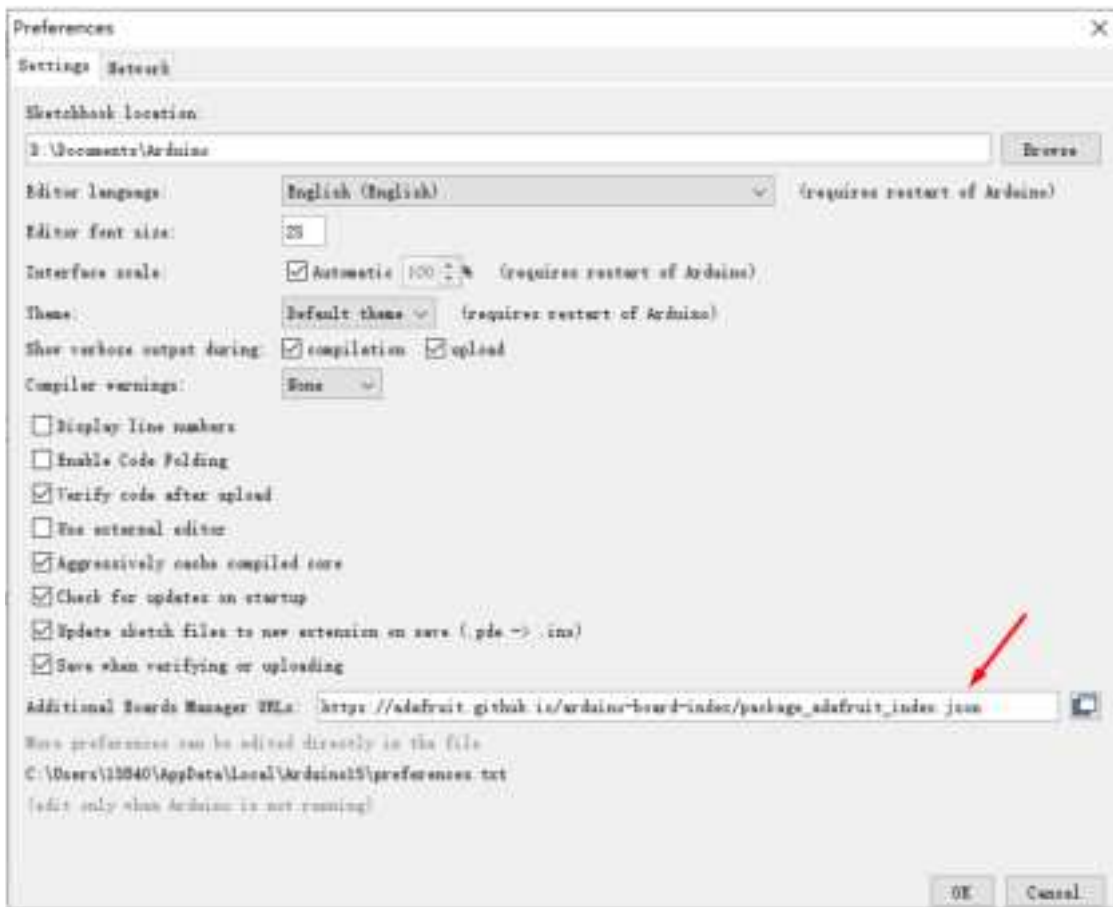 Preferences
Settings Network
Sketchbook location:
D:\Documents\Arduino Browse
Editor language: English (English) (requires restart of Arduino)
Editor font size:
Interface scale: Automatic 100 % (requires restart of Arduino)
Theme: Default theme (requires restart of Arduino)
Show verbose output during: compilation upload
Compiler warnings: None
Display line numbers
Enable Code Folding
Verify code after upload
Use external editor
Aggressively cache compiled core
Check for updates on startup
Update sketch files to new extension on save (.pde -> .ino)
Save when verifying or uploading
Additional Boards Manager URLs: https://adafruit.github.io/arduino-board-index/package_adafruit_index.json
More preferences can be edited directly in the file
C:\Users\13840\AppData\Local\Arduino15\preferences.txt
(edit only when Arduino is not running)
OK Cancel